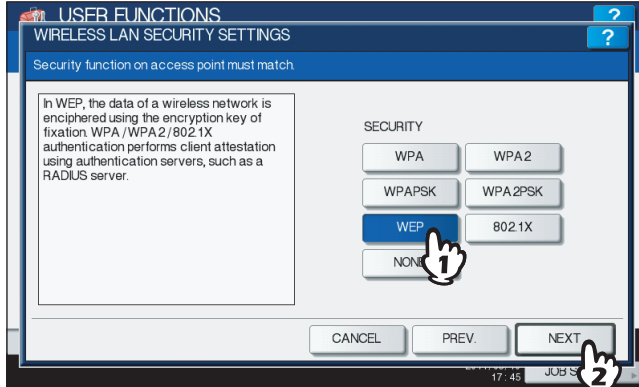 USER FUNCTIONS
?
WIRELESS LAN SECURITY SETTINGS
?
Security function on access point must match.
In WEP, the data of a wireless network is
enciphered using the encryption key of
fixation. WPA/WPA2/802.1X
authentication performs client attestation
using authentication servers, such as a
RADIUS server.
SECURITY
WPA
WPA2
WPAPSK
WPA2PSK
WEP
802.1X
1
CANCEL
PREV.
NEXT
2
17:45
JOB